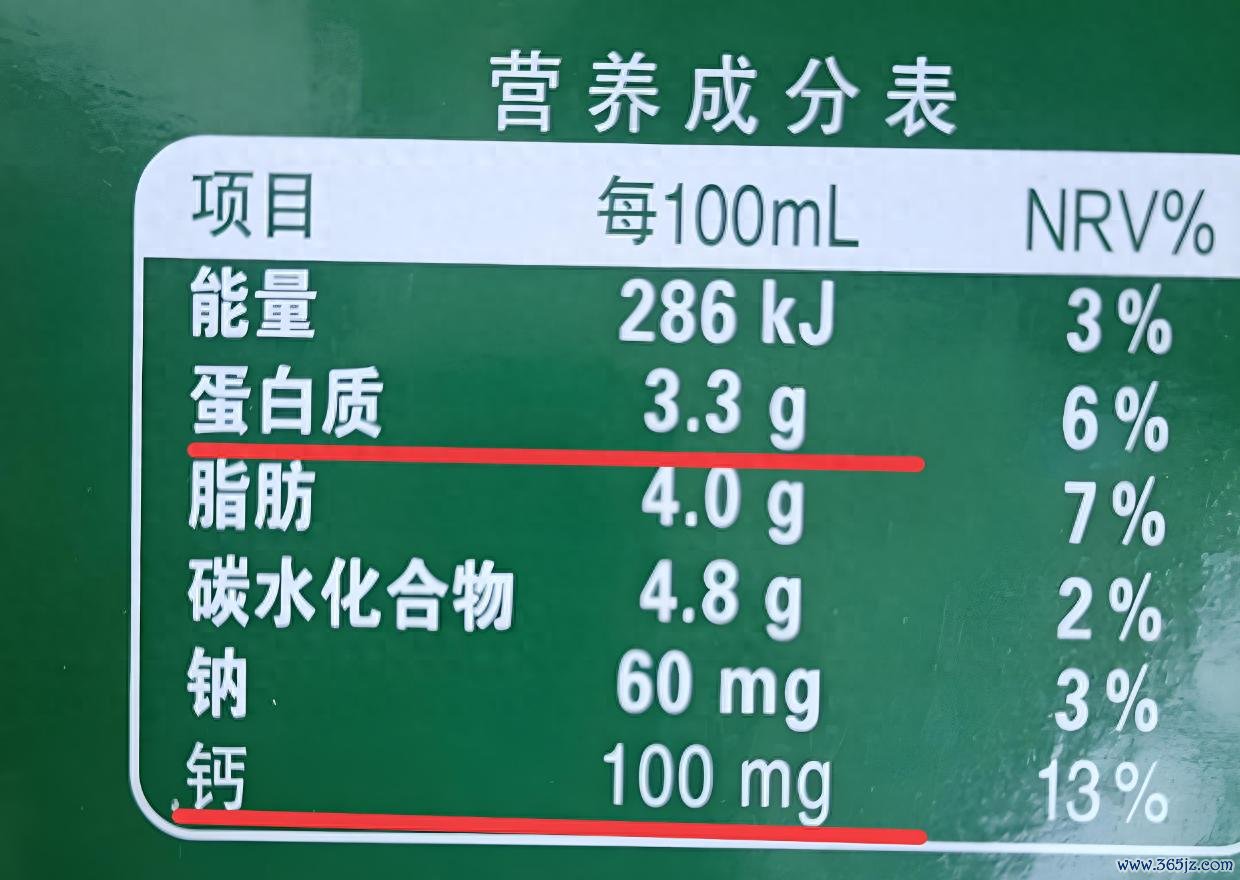 营养成分表
项目 每100mL NRV%
能量 286 kJ 3%
蛋白质 3.3 g 6%
脂肪 4.0 g 7%
碳水化合物 4.8 g 2%
钠 60 mg 3%
钙 100 mg 13%
www.365jz.com